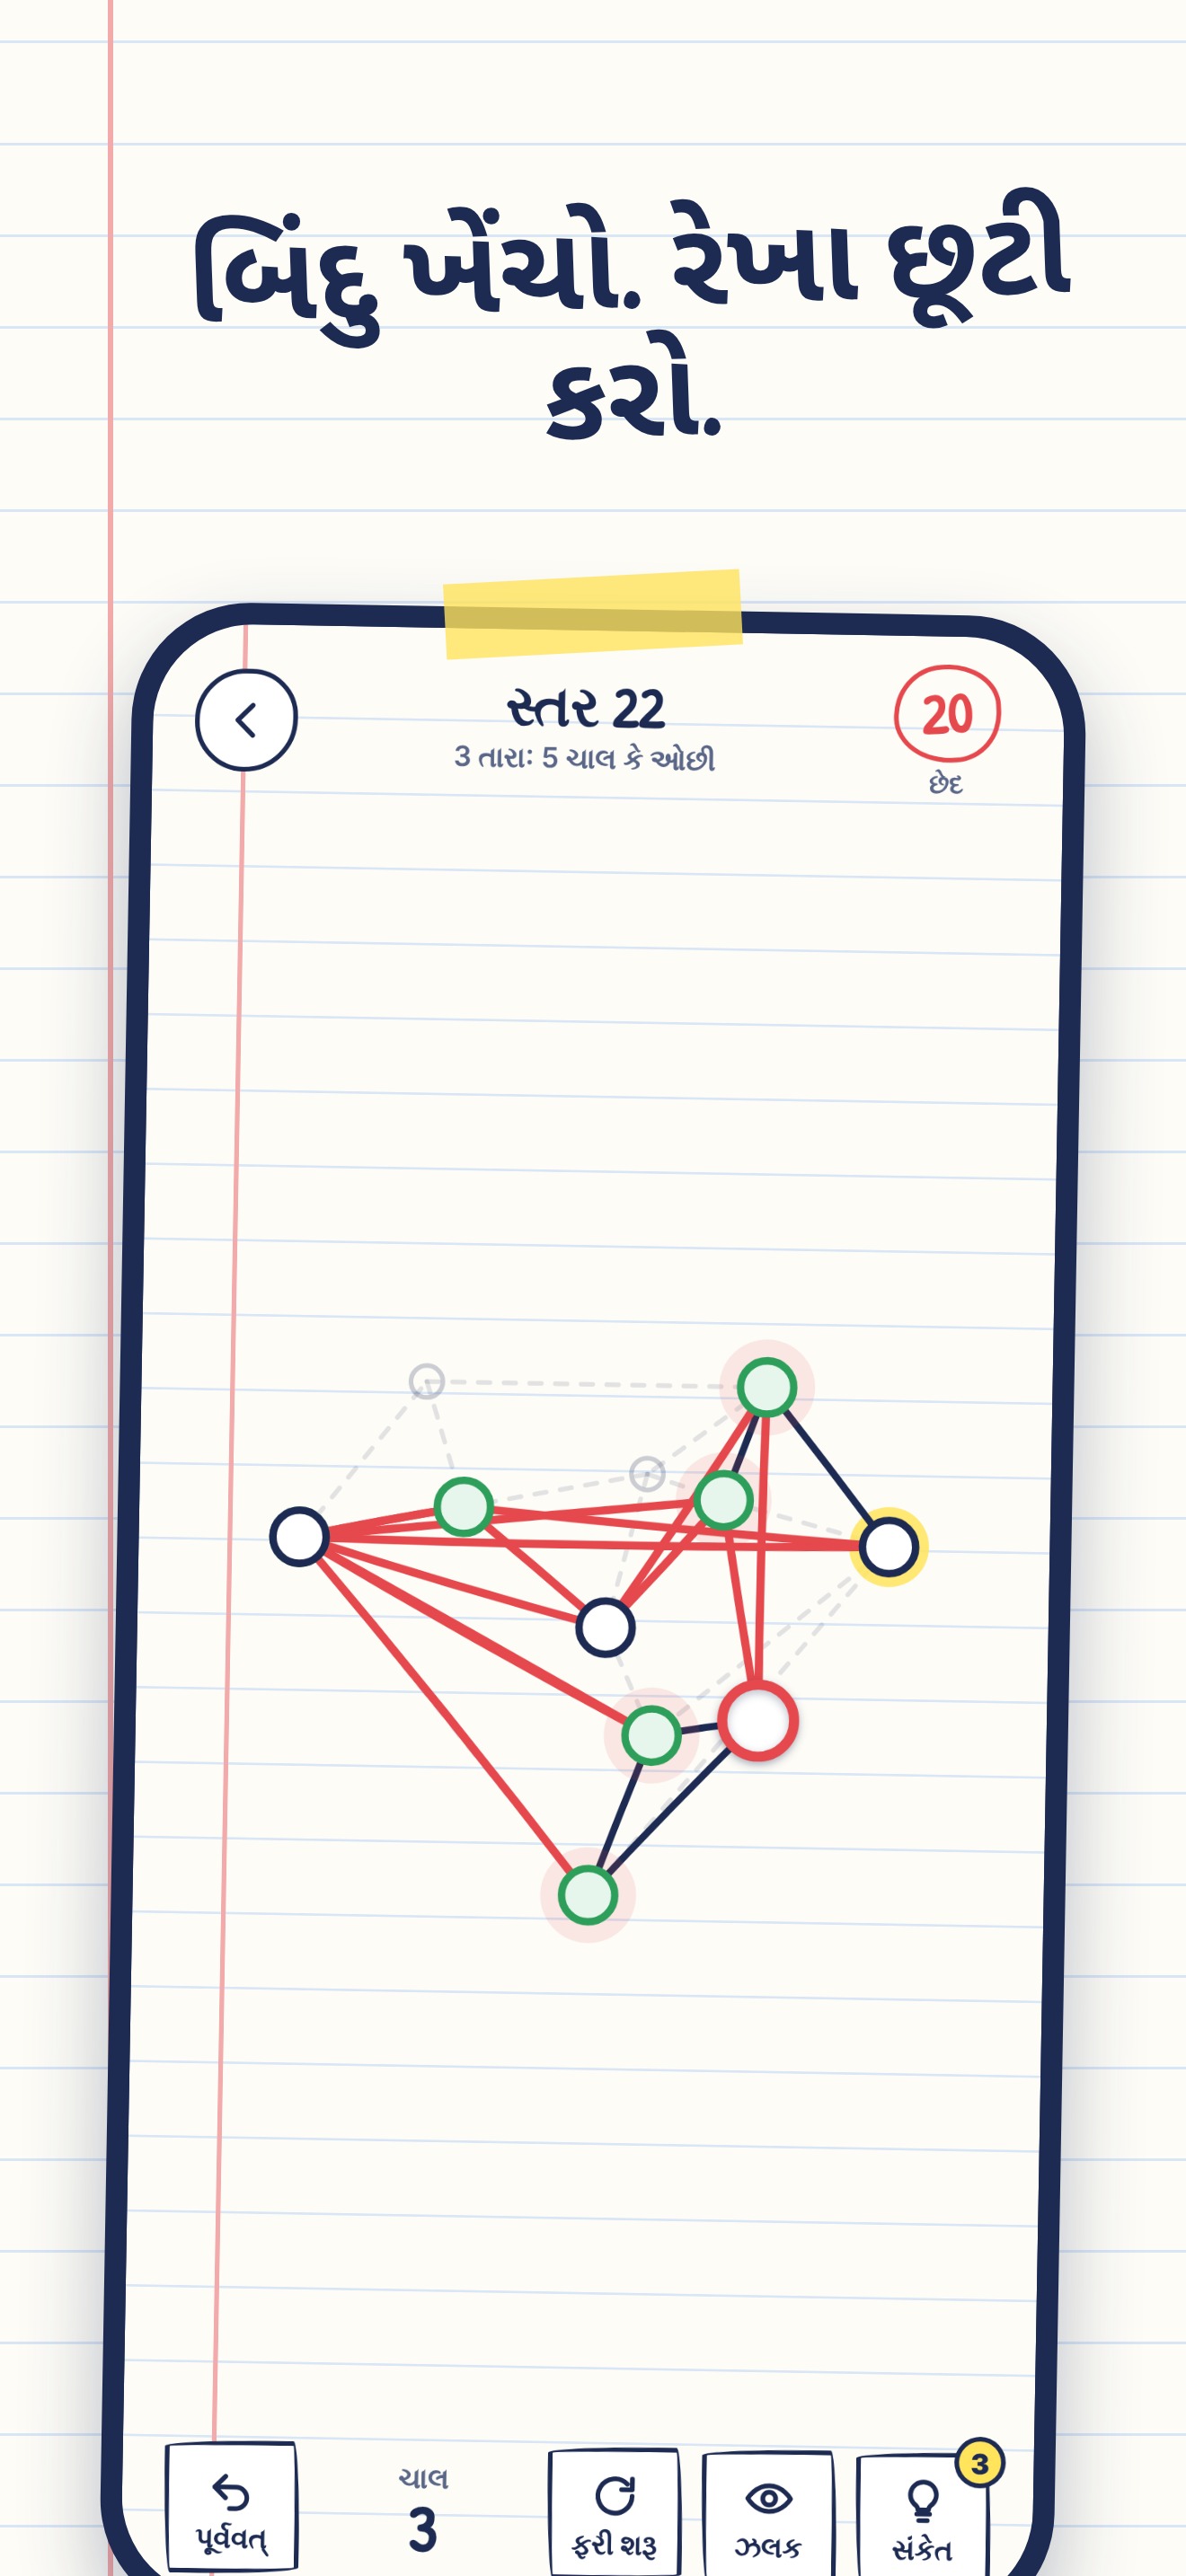 બિંદુ ખેંચો. રેખા છૂટી
કરો.
સ્તર 22
3 તારા: 5 ચાલ કે ઓછી
20
છેદ
પૂર્વવત્
ચાલ
3
ફરી શરૂ
ઝલક
3
સંકેત